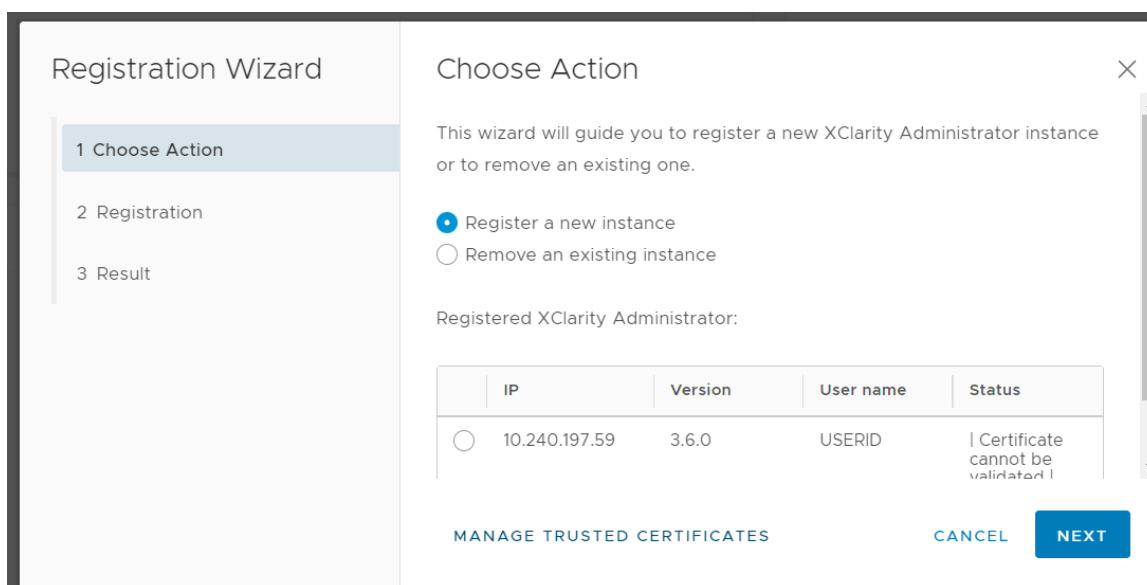 Registration Wizard
1 Choose Action
2 Registration
3 Result
Choose Action
This wizard will guide you to register a new XClarity Administrator instance
or to remove an existing one.
Register a new instance
Remove an existing instance
Registered XClarity Administrator:
IP Version User name Status
10.240.197.59 3.6.0 USERID | Certificate
cannot be
validated |
MANAGE TRUSTED CERTIFICATES CANCEL NEXT